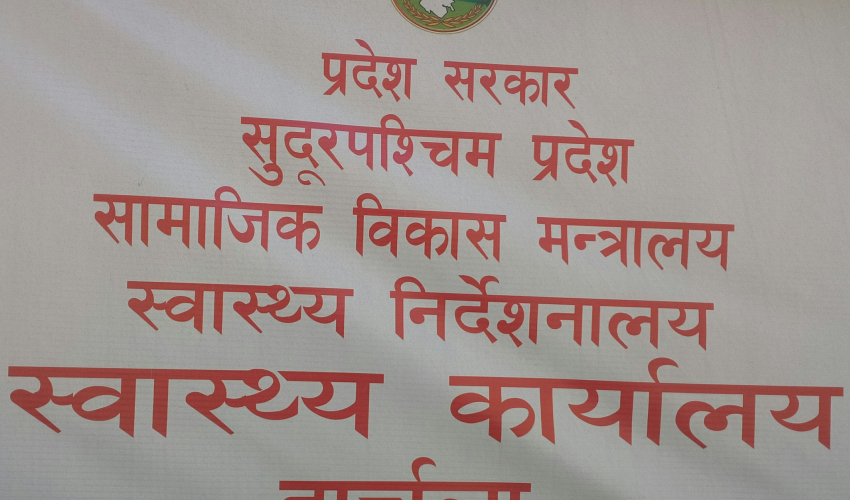 प्रदेश सरकार
सुदूरपश्चिम प्रदेश
सामाजिक विकास मन्त्रालय
स्वास्थ्य निर्देशनालय
स्वास्थ्य कार्यालय